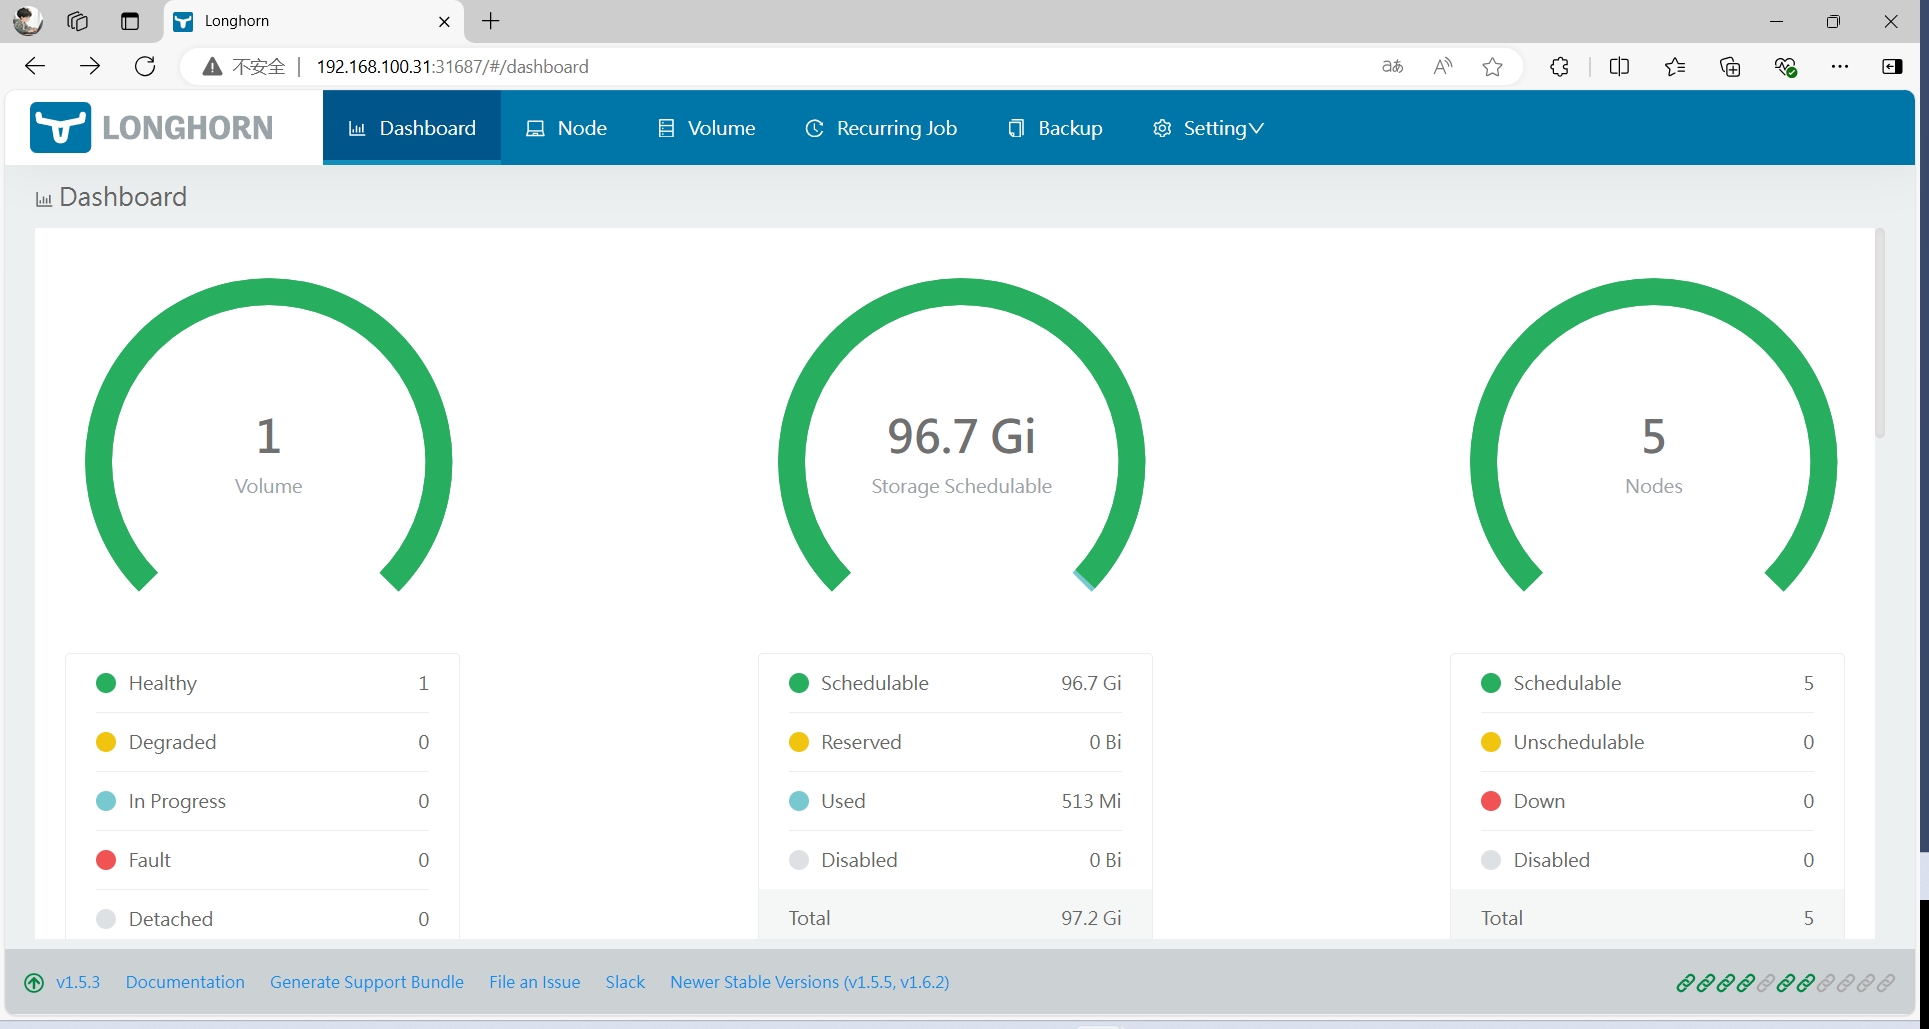 Longhorn
不安全 | 192.168.100.31:31687/#/dashboard
LONGHORN
Dashboard
Node
Volume
Recurring Job
Backup
Setting
Dashboard
1
Volume
96.7 Gi
Storage Schedulable
5
Nodes
Healthy 1
Degraded 0
In Progress 0
Fault 0
Detached 0
Schedulable 96.7 Gi
Reserved 0 Bi
Used 513 Mi
Disabled 0 Bi
Total 97.2 Gi
Schedulable 5
Unschedulable 0
Down 0
Disabled 0
Total 5
v1.5.3 Documentation Generate Support Bundle File an Issue Slack Newer Stable Versions (v1.5.5, v1.6.2)